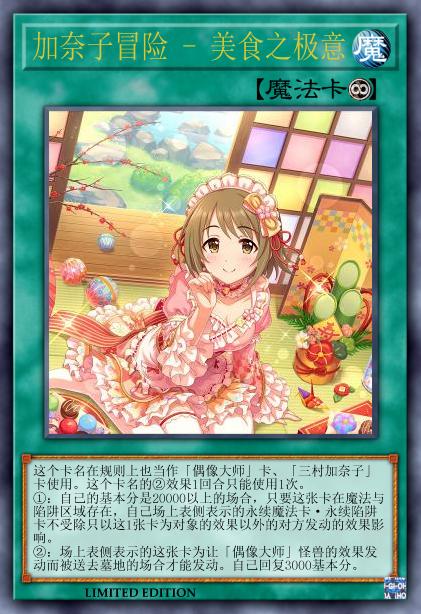 加奈子冒险 - 美食之极意
魔
【魔法卡】
这个卡名在规则上也当作「偶像大师」卡、「三村加奈子」
卡使用。这个卡名的②效果1回合只能使用1次。
①：自己的基本分是20000以上的场合，只要这张卡在魔法与
陷阱区域存在，自己场上表侧表示的永续魔法卡·永续陷阱
卡不受除只以这1张卡为对象的效果以外的对方发动的效果影
响。
②：场上表侧表示的这张卡为让「偶像大师」怪兽的效果发
动而被送去墓地的场合才能发动。自己回复3000基本分。
LIMITED EDITION